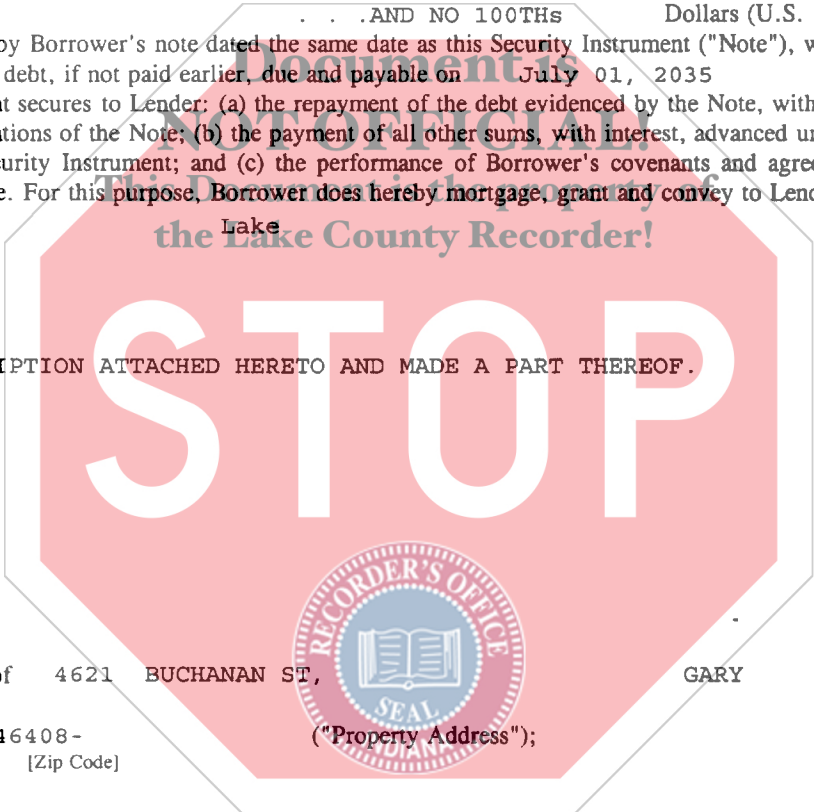 . . .AND NO 100THs Dollars (U.S.
by Borrower's note dated the same date as this Security Instrument ("Note"), w
debt, if not paid earlier, due and payable on July 01, 2035
Document is
t secures to Lender: (a) the repayment of the debt evidenced by the Note, with
NOT OFFICIAL!
tions of the Note; (b) the payment of all other sums, with interest, advanced u
urity Instrument; and (c) the performance of Borrower's covenants and agree
e. For this purpose, Borrower does hereby mortgage, grant and convey to Lend
This Document is the property of
Lake
the Lake County Recorder!
IPTION ATTACHED HERETO AND MADE A PART THEREOF.
STOP
RECORDER'S OFFICE
of 4621 BUCHANAN ST, GARY
SEAL
INDIANA
46408- ("Property Address");
[Zip Code]